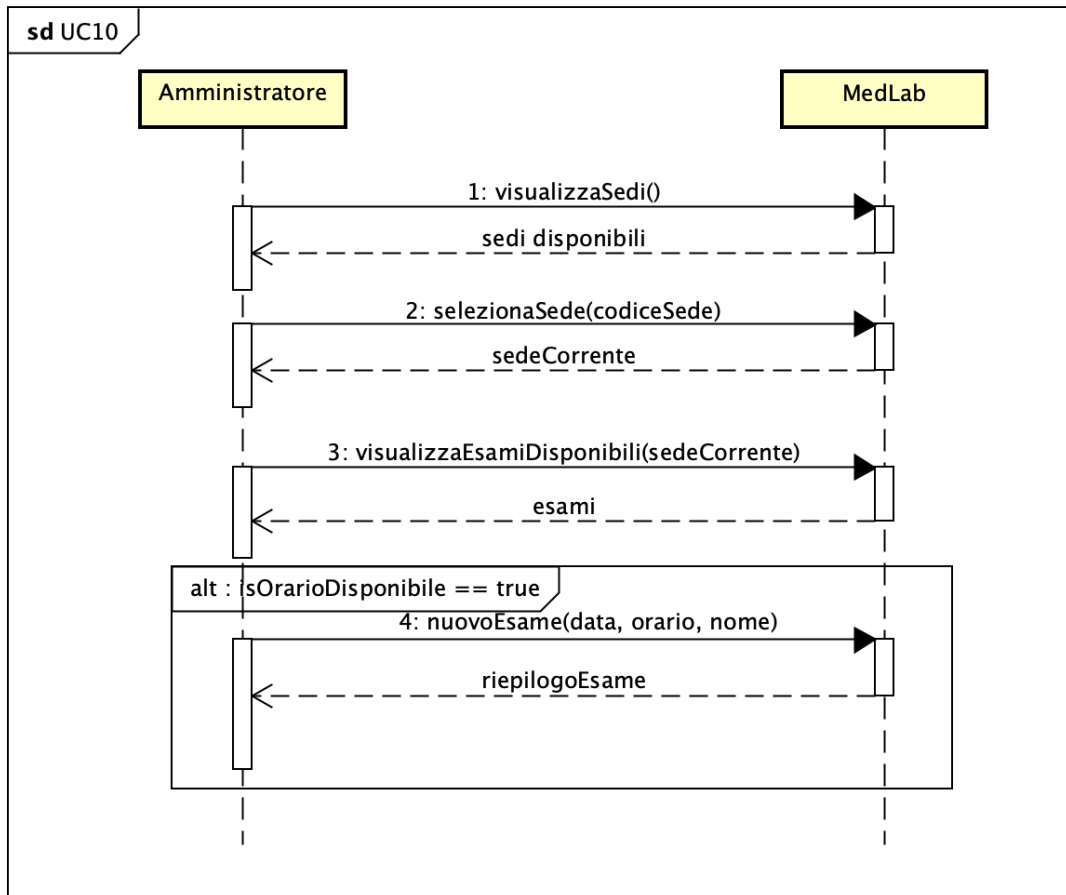 sd UC10
Amministratore
MedLab
1: visualizzaSedi()
sedi disponibili
2: selezionaSede(codiceSede)
sedeCorrente
3: visualizzaEsamiDisponibili(sedeCorrente)
esami
alt : isOrarioDisponibile == true
4: nuovoEsame(data, orario, nome)
riepilogoEsame